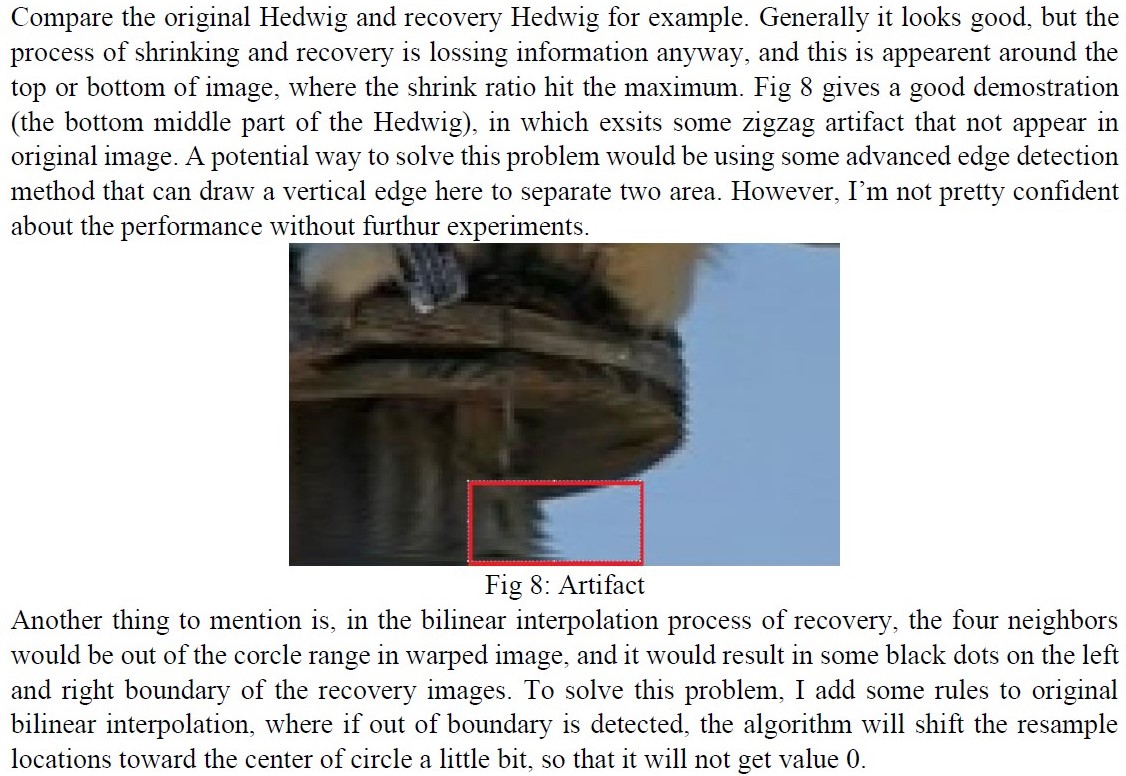 Compare the original Hedwig and recovery Hedwig for example. Generally it looks good, but the
process of shrinking and recovery is lossing information anyway, and this is appearent around the
top or bottom of image, where the shrink ratio hit the maximum. Fig 8 gives a good demostration
(the bottom middle part of the Hedwig), in which exsits some zigzag artifact that not appear in
original image. A potential way to solve this problem would be using some advanced edge detection
method that can draw a vertical edge here to separate two area. However, I’m not pretty confident
about the performance without furthur experiments.
Fig 8: Artifact
Another thing to mention is, in the bilinear interpolation process of recovery, the four neighbors
would be out of the corcle range in warped image, and it would result in some black dots on the left
and right boundary of the recovery images. To solve this problem, I add some rules to original
bilinear interpolation, where if out of boundary is detected, the algorithm will shift the resample
locations toward the center of circle a little bit, so that it will not get value 0.